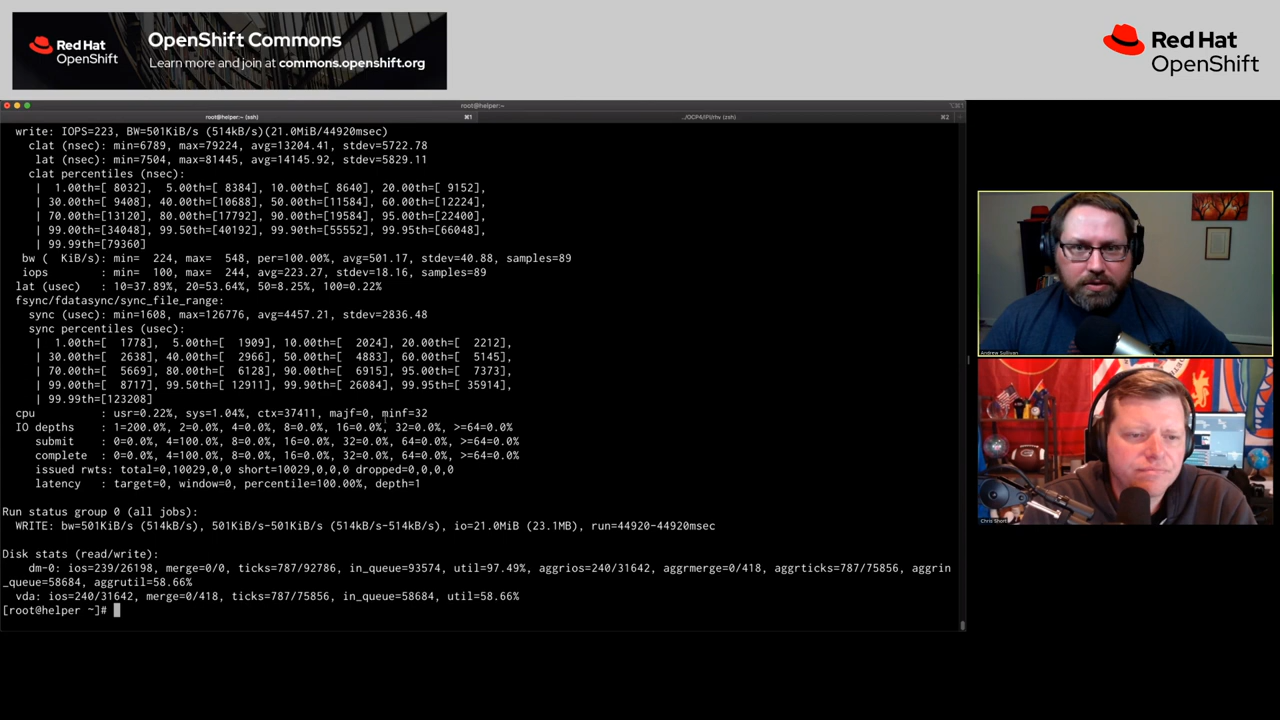 Red Hat
OpenShift
OpenShift Commons
Learn more and join at commons.openshift.org
Red Hat
OpenShift
root@helper:~
root@helper:~ (ssh)
⌘1
../OCP4/IPI/rhv (zsh)
⌘2
write: IOPS=223, BW=501KiB/s (514kB/s)(21.0MiB/44920msec)
clat (nsec): min=6789, max=79224, avg=13204.41, stdev=5722.78
lat (nsec): min=7504, max=81445, avg=14145.92, stdev=5829.11
clat percentiles (nsec):
| 1.00th=[ 8032], 5.00th=[ 8384], 10.00th=[ 8640], 20.00th=[ 9152],
| 30.00th=[ 9408], 40.00th=[10688], 50.00th=[11584], 60.00th=[12224],
| 70.00th=[13120], 80.00th=[17792], 90.00th=[19584], 95.00th=[22400],
| 99.00th=[34048], 99.50th=[40192], 99.90th=[55552], 99.95th=[66048],
| 99.99th=[79360]
bw ( KiB/s): min= 224, max= 548, per=100.00%, avg=501.17, stdev=40.88, samples=89
iops : min= 100, max= 244, avg=223.27, stdev=18.16, samples=89
lat (usec) : 10=37.89%, 20=53.64%, 50=8.25%, 100=0.22%
fsync/fdatasync/sync_file_range:
sync (usec): min=1608, max=126776, avg=4457.21, stdev=2836.48
sync percentiles (usec):
| 1.00th=[ 1778], 5.00th=[ 1909], 10.00th=[ 2024], 20.00th=[ 2212],
| 30.00th=[ 2638], 40.00th=[ 2966], 50.00th=[ 4883], 60.00th=[ 5145],
| 70.00th=[ 5669], 80.00th=[ 6128], 90.00th=[ 6915], 95.00th=[ 7373],
| 99.00th=[ 8717], 99.50th=[ 12911], 99.90th=[ 26084], 99.95th=[ 35914],
| 99.99th=[123208]
cpu : usr=0.22%, sys=1.04%, ctx=37411, majf=0, minf=32
IO depths : 1=200.0%, 2=0.0%, 4=0.0%, 8=0.0%, 16=0.0%, 32=0.0%, >=64=0.0%
submit : 0=0.0%, 4=100.0%, 8=0.0%, 16=0.0%, 32=0.0%, 64=0.0%, >=64=0.0%
complete : 0=0.0%, 4=100.0%, 8=0.0%, 16=0.0%, 32=0.0%, 64=0.0%, >=64=0.0%
issued rwts: total=0,10029,0,0 short=10029,0,0,0 dropped=0,0,0,0
latency : target=0, window=0, percentile=100.00%, depth=1
Run status group 0 (all jobs):
WRITE: bw=501KiB/s (514kB/s), 501KiB/s-501KiB/s (514kB/s-514kB/s), io=21.0MiB (23.1MB), run=44920-44920msec
Disk stats (read/write):
dm-0: ios=239/26198, merge=0/0, ticks=787/92786, in_queue=93574, util=97.49%, aggrios=240/31642, aggrmerge=0/418, aggrticks=787/75856, aggrin
_queue=58684, aggrutil=58.66%
vda: ios=240/31642, merge=0/418, ticks=787/75856, in_queue=58684, util=58.66%
[root@helper ~]#
Andrew Sullivan
Chris Short